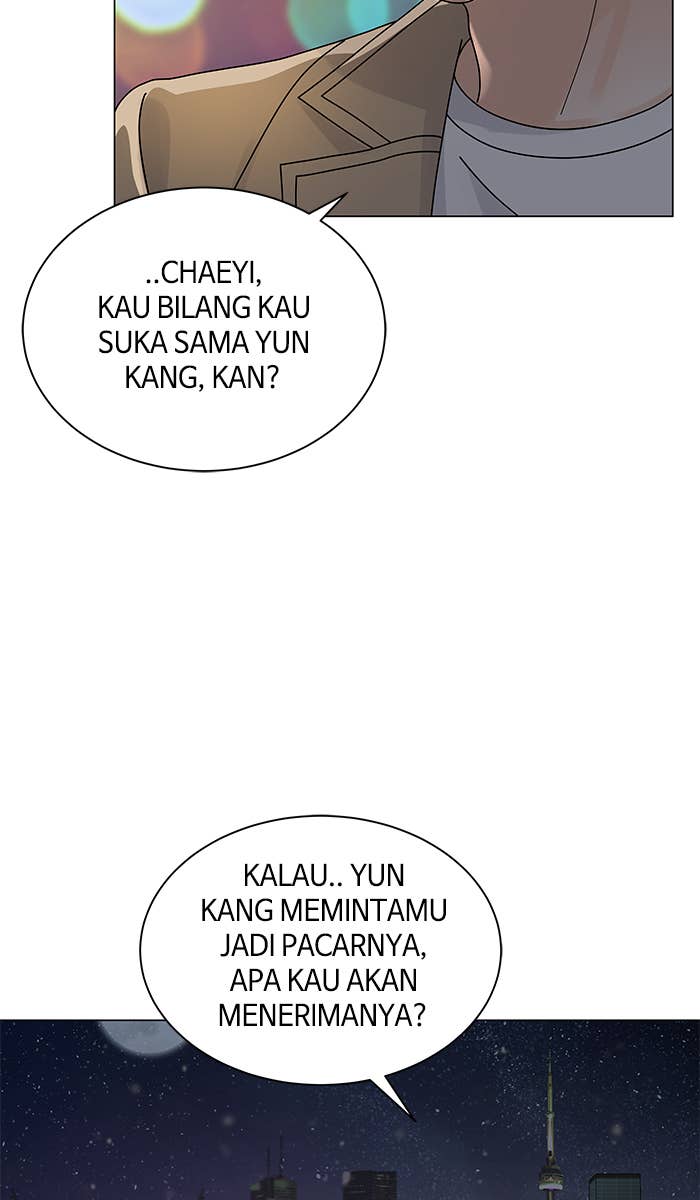 ..CHAEYI,
KAU BILANG KAU
SUKA SAMA YUN
KANG, KAN?
KALAU.. YUN
KANG MEMINTAMU
JADI PACARNYA,
APA KAU AKAN
MENERIMANYA?